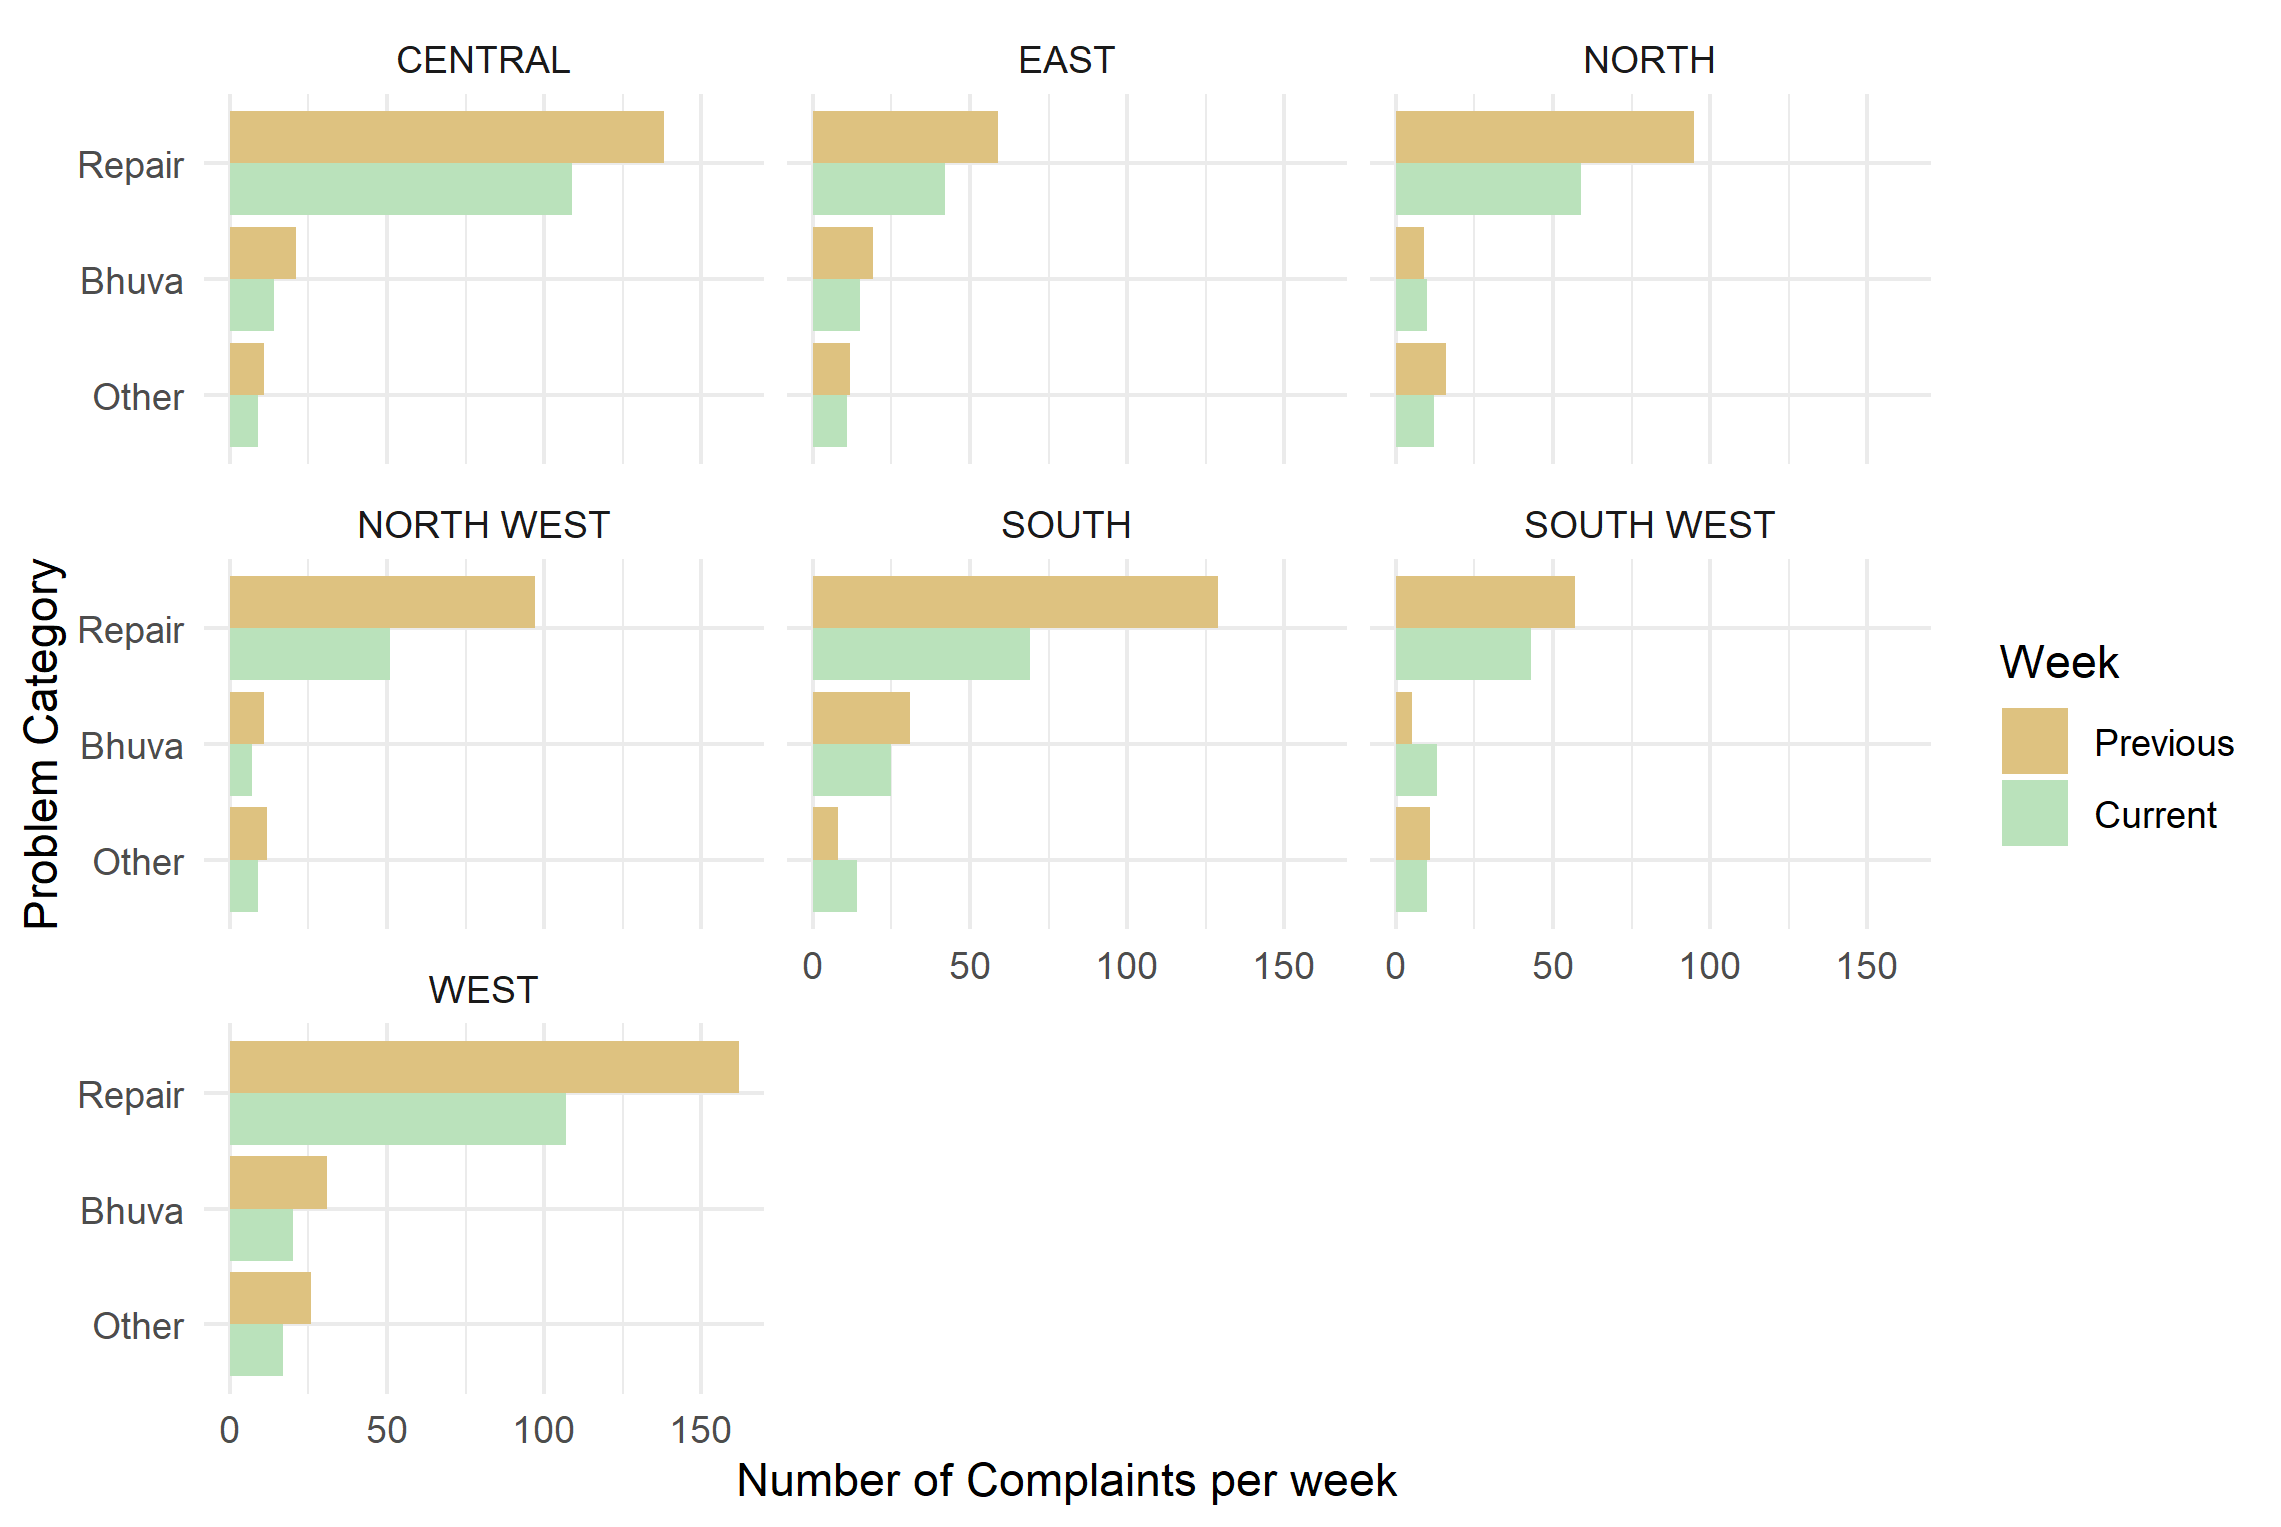 CENTRAL
EAST
NORTH
Repair
Bhuva
Other
NORTH WEST
SOUTH
SOUTH WEST
Problem Category
Repair
Bhuva
Other
0 50 100 150
0 50 100 150
WEST
Repair
Bhuva
Other
0 50 100 150
Number of Complaints per week
Week
Previous
Current